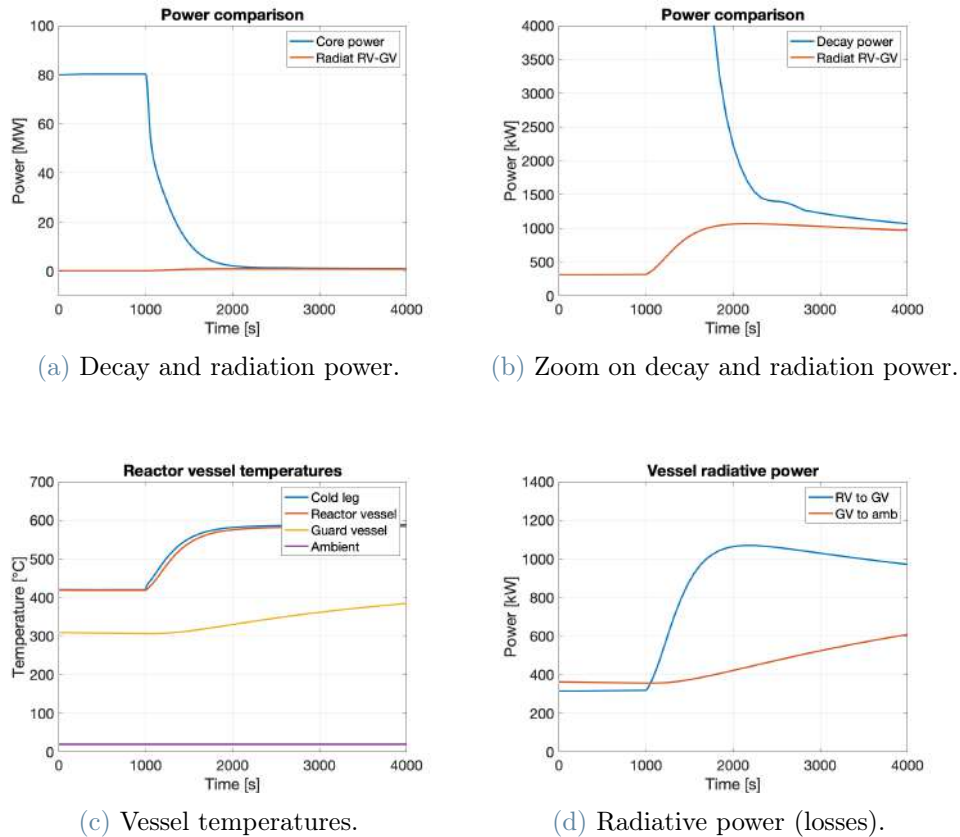 Power comparison
100
80
60
40
20
0
Power [MW]
0 1000 2000 3000 4000
Time [s]
Core power
Radiat RV-GV
(a) Decay and radiation power.
Power comparison
4000
3500
3000
2500
2000
1500
1000
500
0
Power [kW]
0 1000 2000 3000 4000
Time [s]
Decay power
Radiat RV-GV
(b) Zoom on decay and radiation power.
Reactor vessel temperatures
700
600
500
400
300
200
100
0
Temperature [°C]
0 1000 2000 3000 4000
Time [s]
Cold leg
Reactor vessel
Guard vessel
Ambient
(c) Vessel temperatures.
Vessel radiative power
1400
1200
1000
800
600
400
200
0
Power [kW]
0 1000 2000 3000 4000
Time [s]
RV to GV
GV to amb
(d) Radiative power (losses).